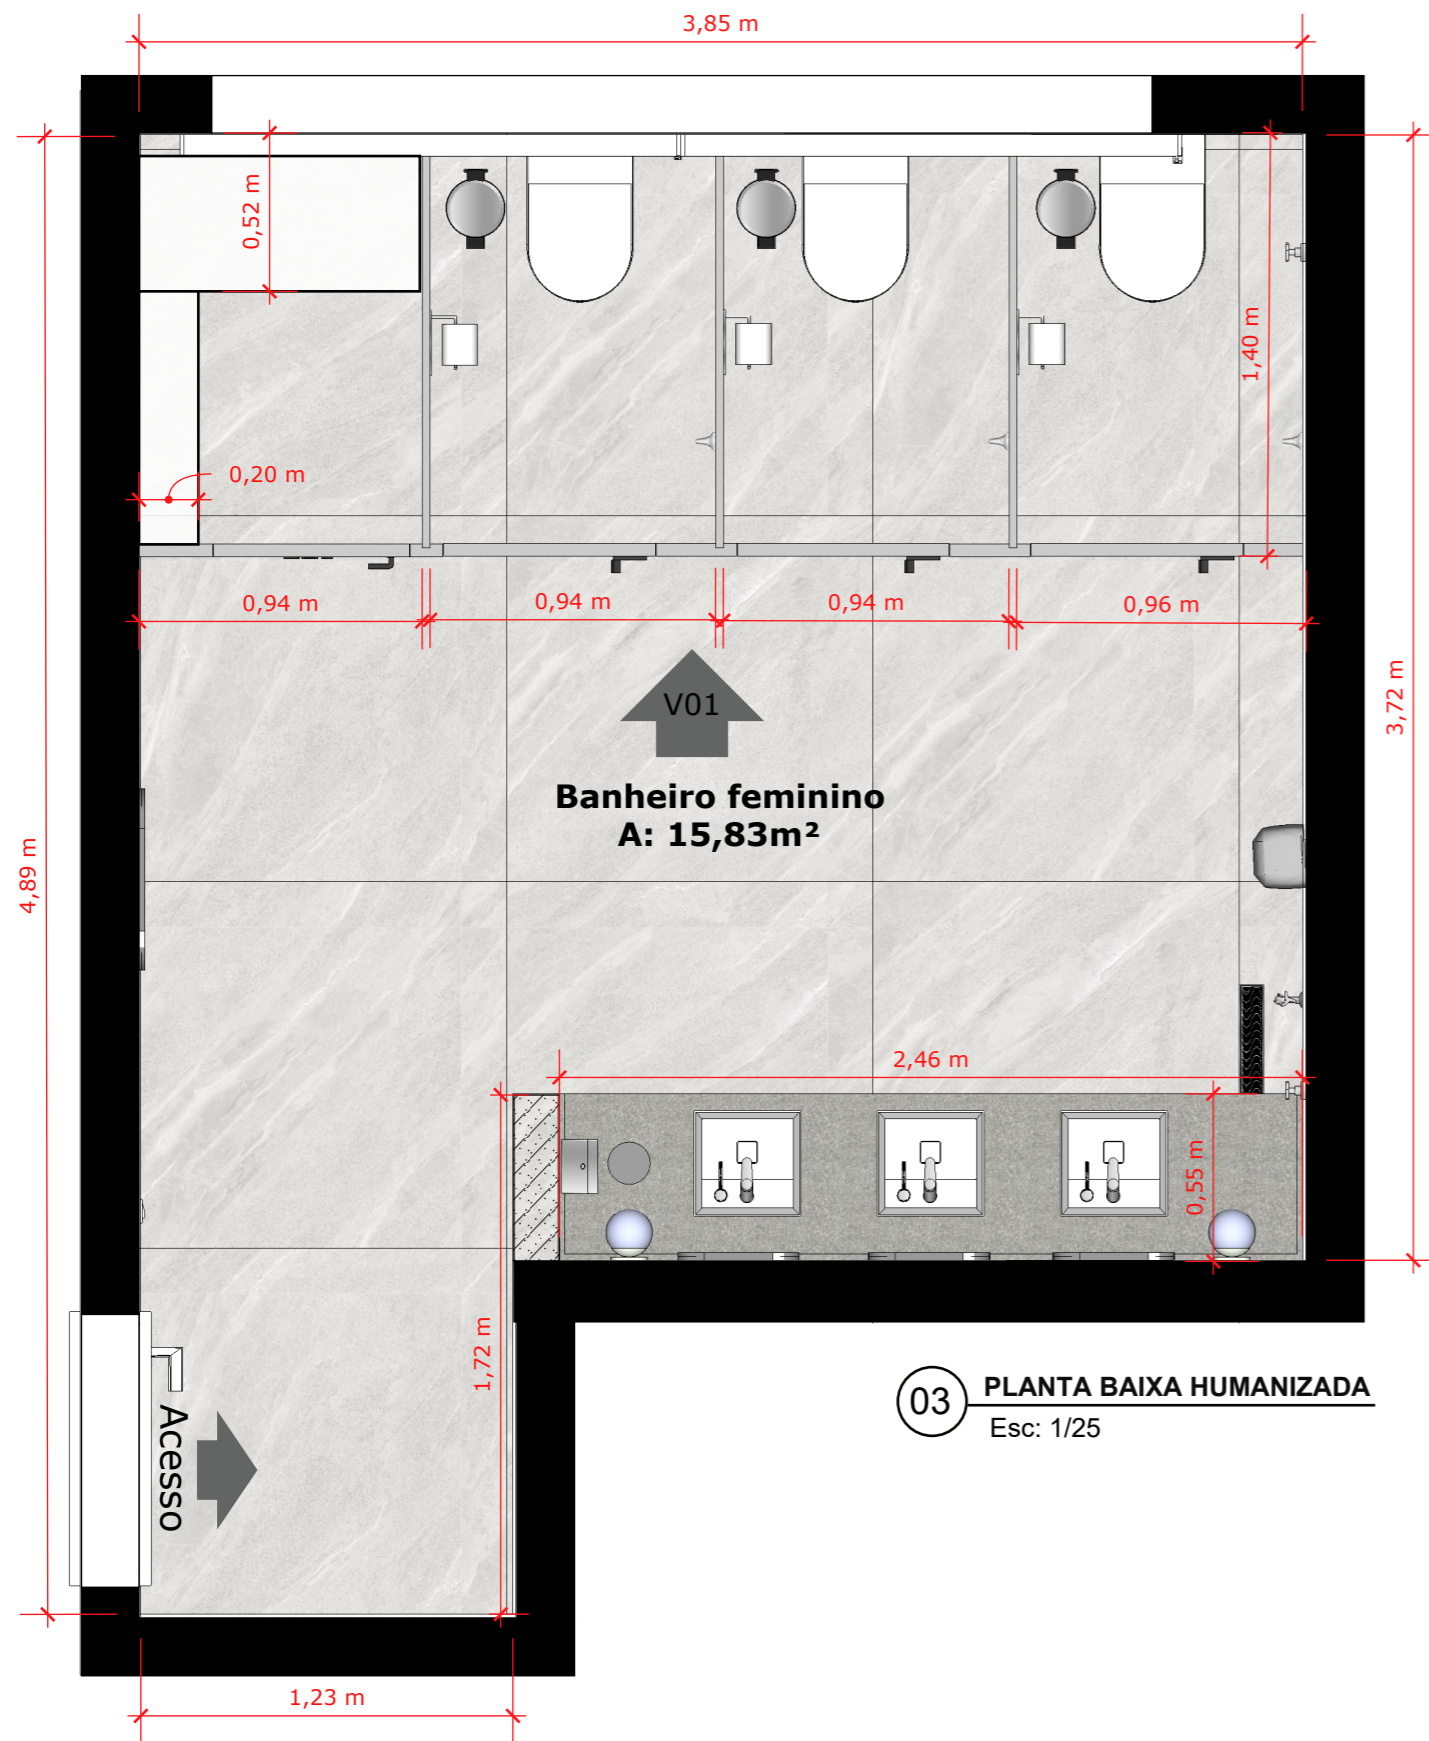 3,85 m
0,52 m
1,40 m
0,20 m
0,94 m
0,94 m
0,94 m
0,96 m
V01
3,72 m
Banheiro feminino
A: 15,83m²
4,89 m
2,46 m
0,55 m
1,72 m
03
PLANTA BAIXA HUMANIZADA
Esc: 1/25
Acesso
1,23 m